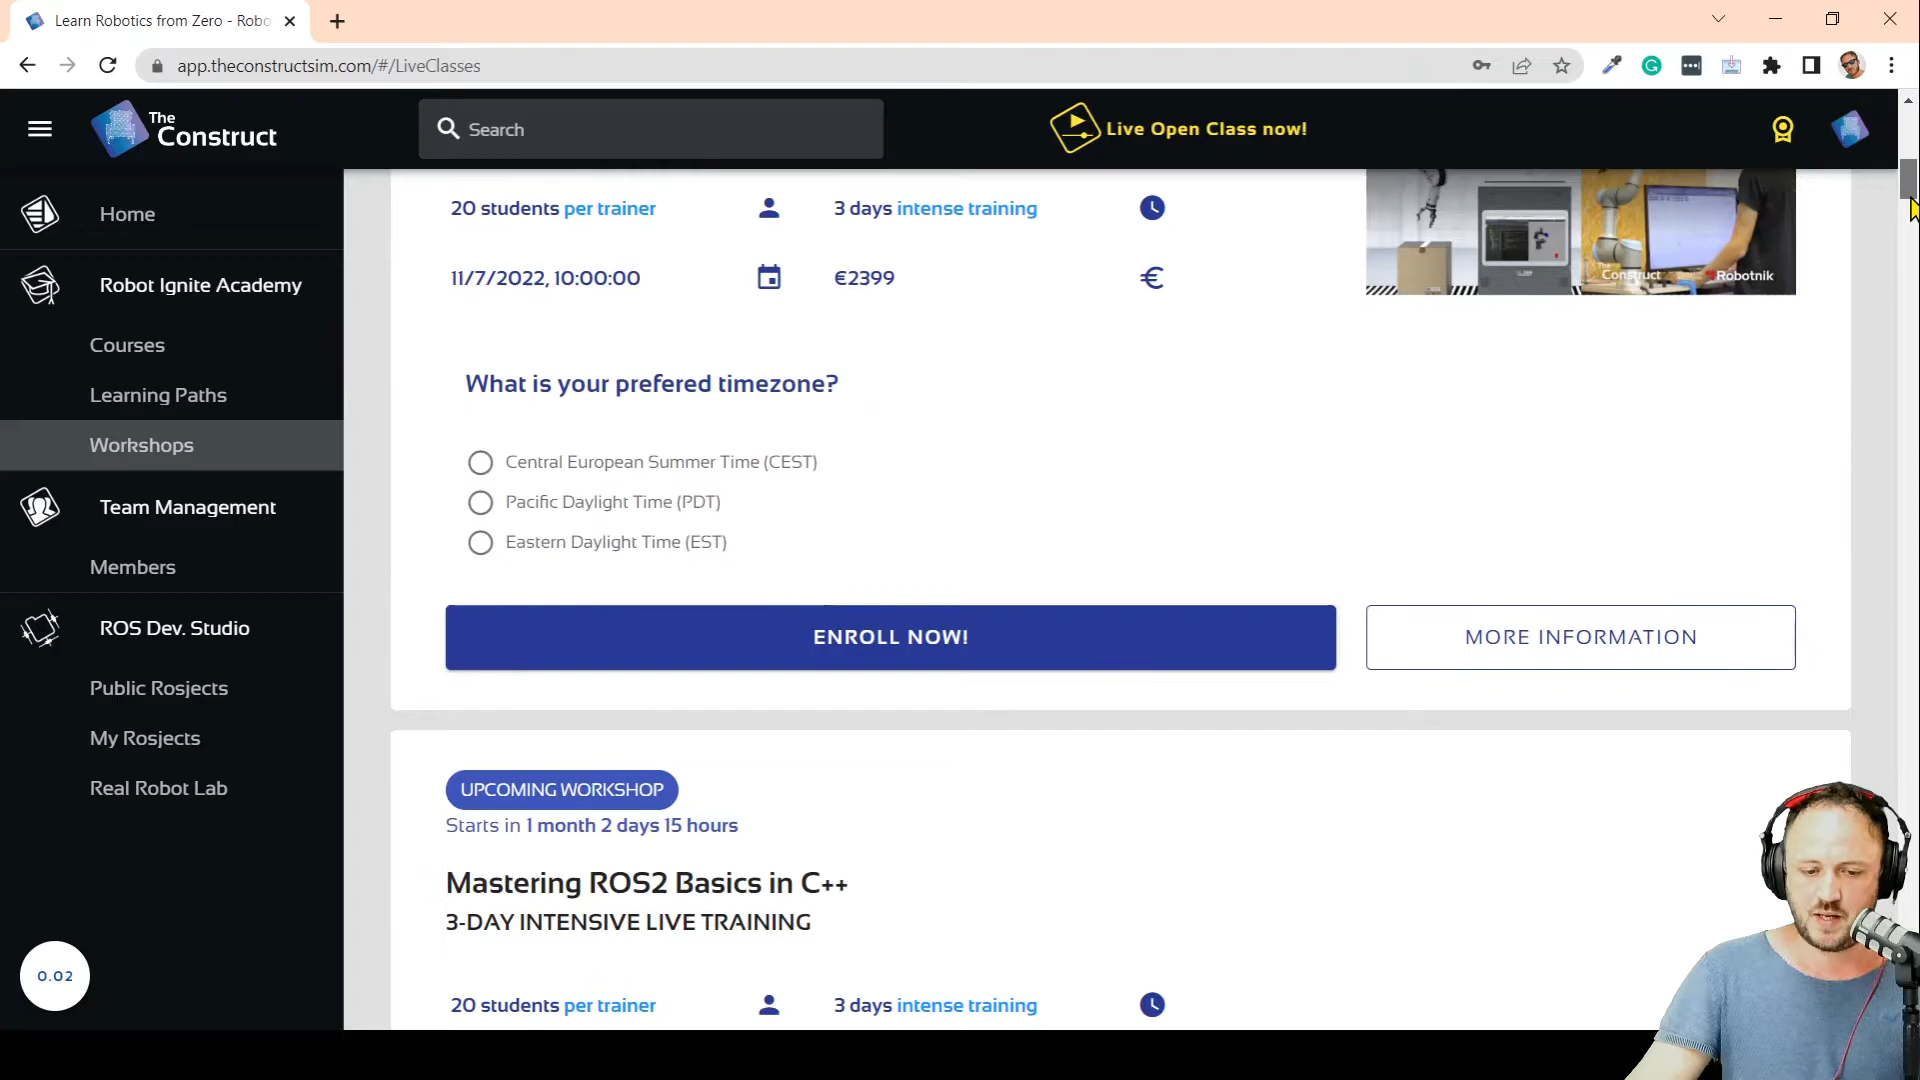 Learn Robotics from Zero - Robo
app.theconstructsim.com/#/LiveClasses
The
Construct
Search
Live Open Class now!
Home
Robot Ignite Academy
Courses
Learning Paths
Workshops
Team Management
Members
ROS Dev. Studio
Public Rosjects
My Rosjects
Real Robot Lab
0.02
20 students per trainer
3 days intense training
11/7/2022, 10:00:00
€2399
€
The
Construct
Robotnik
What is your prefered timezone?
Central European Summer Time (CEST)
Pacific Daylight Time (PDT)
Eastern Daylight Time (EST)
ENROLL NOW!
MORE INFORMATION
UPCOMING WORKSHOP
Starts in 1 month 2 days 15 hours
Mastering ROS2 Basics in C++
3-DAY INTENSIVE LIVE TRAINING
20 students per trainer
3 days intense training